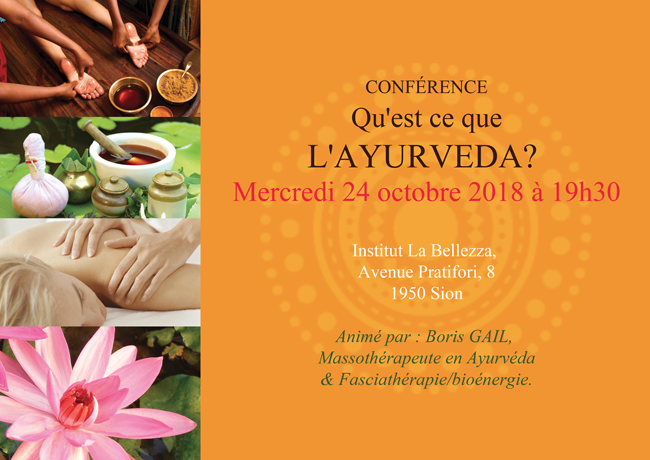 CONFÉRENCE
Qu'est ce que
L'AYURVEDA?
Mercredi 24 octobre 2018 à 19h30
Institut La Bellezza,
Avenue Pratifori, 8
1950 Sion
Animé par : Boris GAIL,
Massothérapeute en Ayurvéda
& Fasciathérapie/bioénergie.